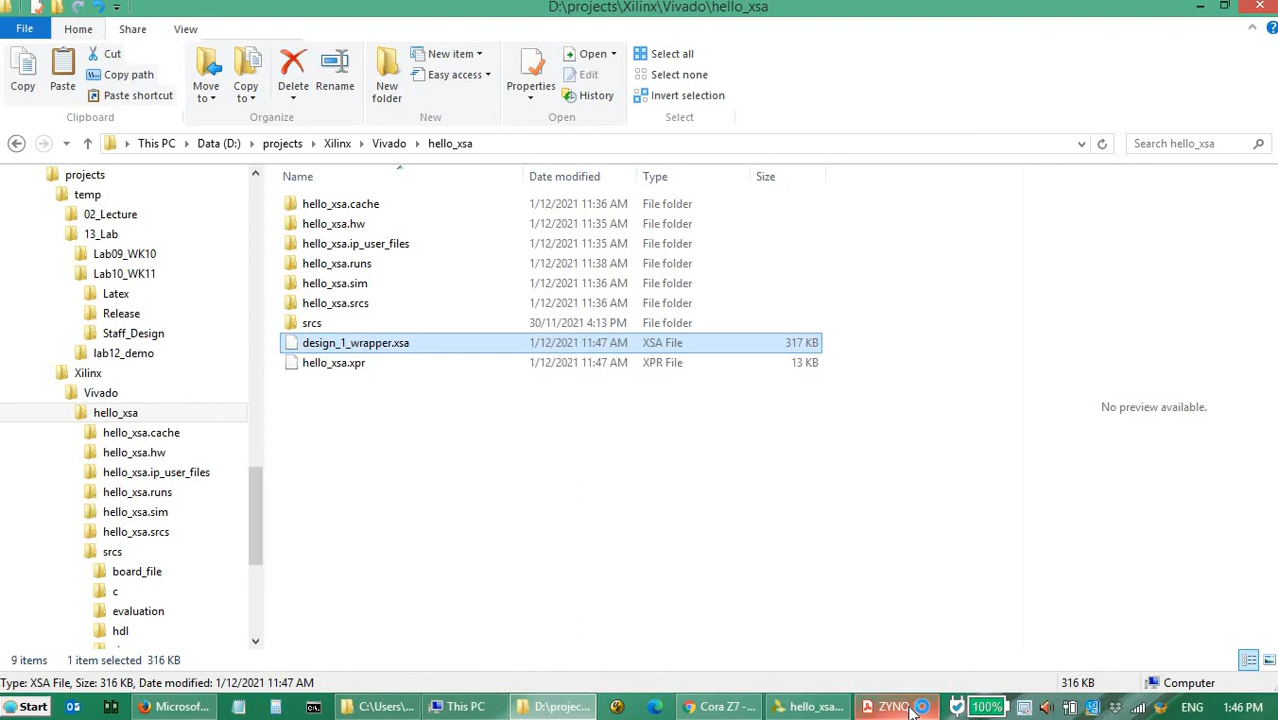 D:\projects\Xilinx\Vivado\hello_xsa
File Home Share View
Copy
Paste
Cut
Copy path
Paste shortcut
Clipboard
Move to
Copy to
Delete
Rename
Organize
New folder
New item
Easy access
New
Properties
Open
Edit
History
Open
Select all
Select none
Invert selection
Select
This PC Data (D:) projects Xilinx Vivado hello_xsa
Search hello_xsa
projects
temp
02_Lecture
13_Lab
Lab09_WK10
Lab10_WK11
Latex
Release
Staff_Design
lab12_demo
Xilinx
Vivado
hello_xsa
hello_xsa.cache
hello_xsa.hw
hello_xsa.ip_user_files
hello_xsa.runs
hello_xsa.sim
hello_xsa.srcs
srcs
board_file
c
evaluation
hdl
Name Date modified Type Size
hello_xsa.cache 1/12/2021 11:36 AM File folder
hello_xsa.hw 1/12/2021 11:35 AM File folder
hello_xsa.ip_user_files 1/12/2021 11:35 AM File folder
hello_xsa.runs 1/12/2021 11:38 AM File folder
hello_xsa.sim 1/12/2021 11:36 AM File folder
hello_xsa.srcs 1/12/2021 11:36 AM File folder
srcs 30/11/2021 4:13 PM File folder
design_1_wrapper.xsa 1/12/2021 11:47 AM XSA File 317 KB
hello_xsa.xpr 1/12/2021 11:47 AM XPR File 13 KB
No preview available.
9 items 1 item selected 316 KB
Type: XSA File, Size: 316 KB, Date modified: 1/12/2021 11:47 AM 316 KB Computer
Start Microsof... C:\Users\... This PC D:\projec... Cora Z7 -... hello_xsa... ZYNQ 100% ENG 1:46 PM